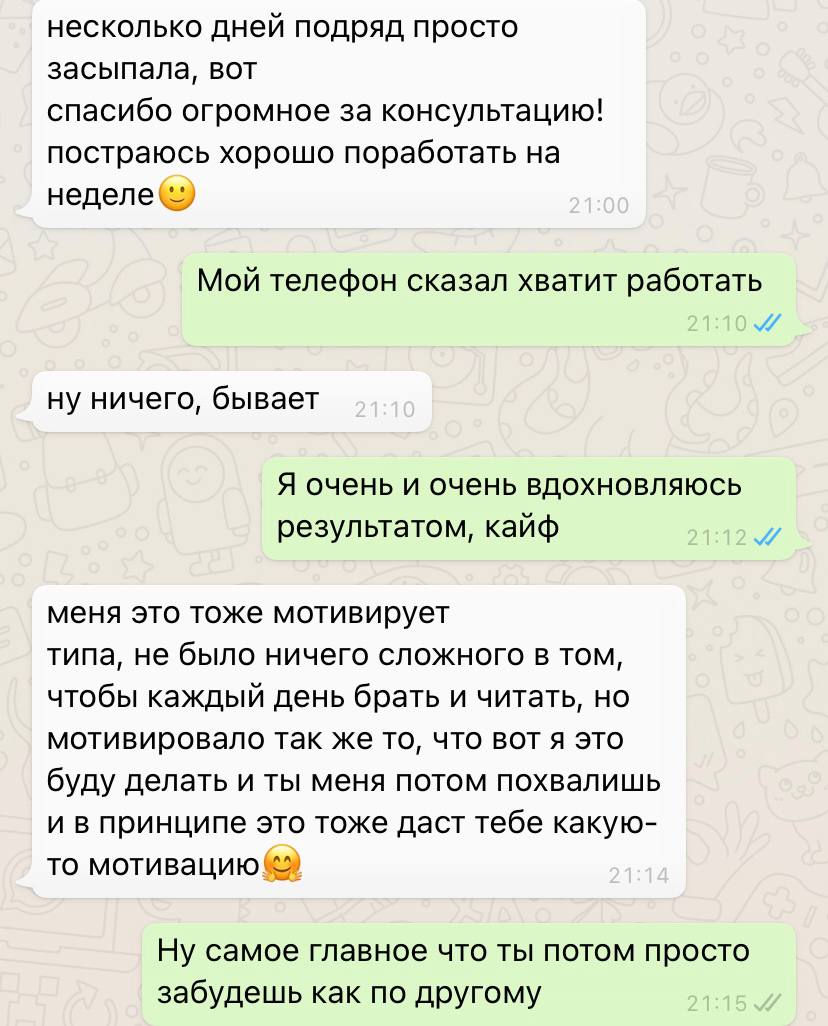 несколько дней подряд просто
засыпала, вот
спасибо огромное за консультацию!
постраюсь хорошо поработать на
неделе🙂
21:00
Мой телефон сказал хватит работать
21:10
ну ничего, бывает
21:10
Я очень и очень вдохновляюсь
результатом, кайф
21:12
меня это тоже мотивирует
типа, не было ничего сложного в том,
чтобы каждый день брать и читать, но
мотивировало так же то, что вот я это
буду делать и ты меня потом похвалишь
и в принципе это тоже даст тебе какую-
то мотивацию🤗
21:14
Ну самое главное что ты потом просто
забудешь как по другому
21:15